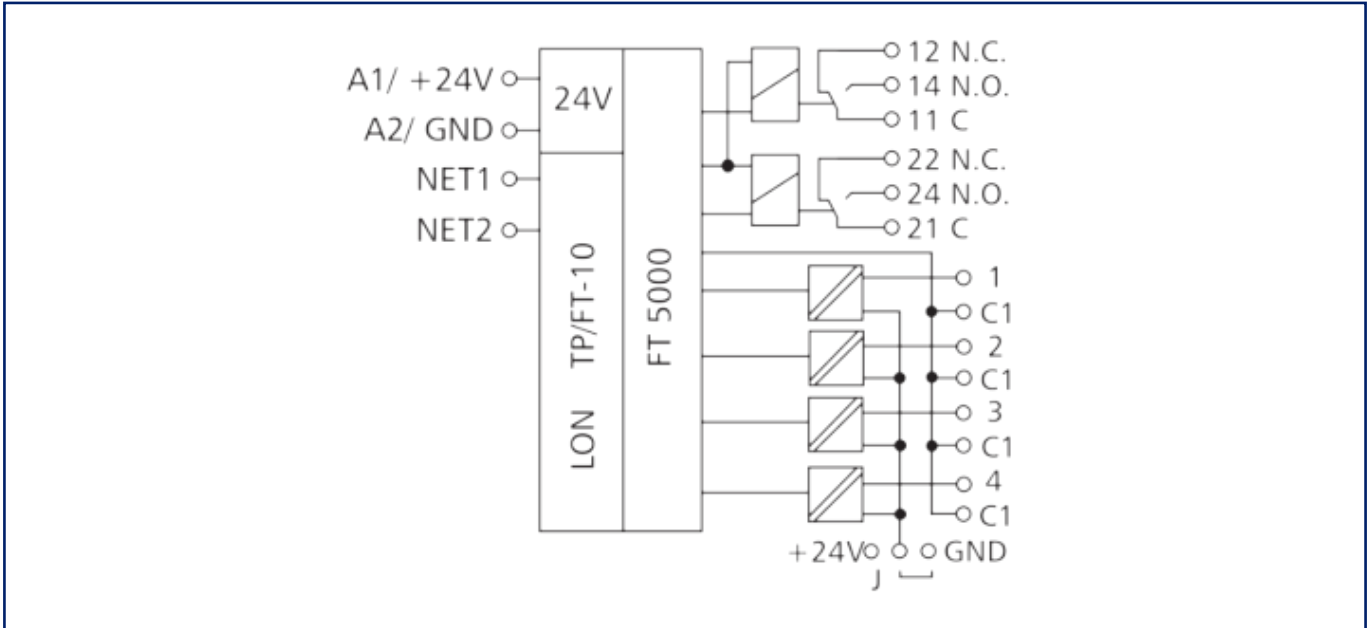 A1/ +24V
A2/ GND
NET1
NET2
24V
LON TP/FT-10
FT 5000
12 N.C.
14 N.O.
11 C
22 N.C.
24 N.O.
21 C
1
C1
2
C1
3
C1
4
C1
+24V
GND
J